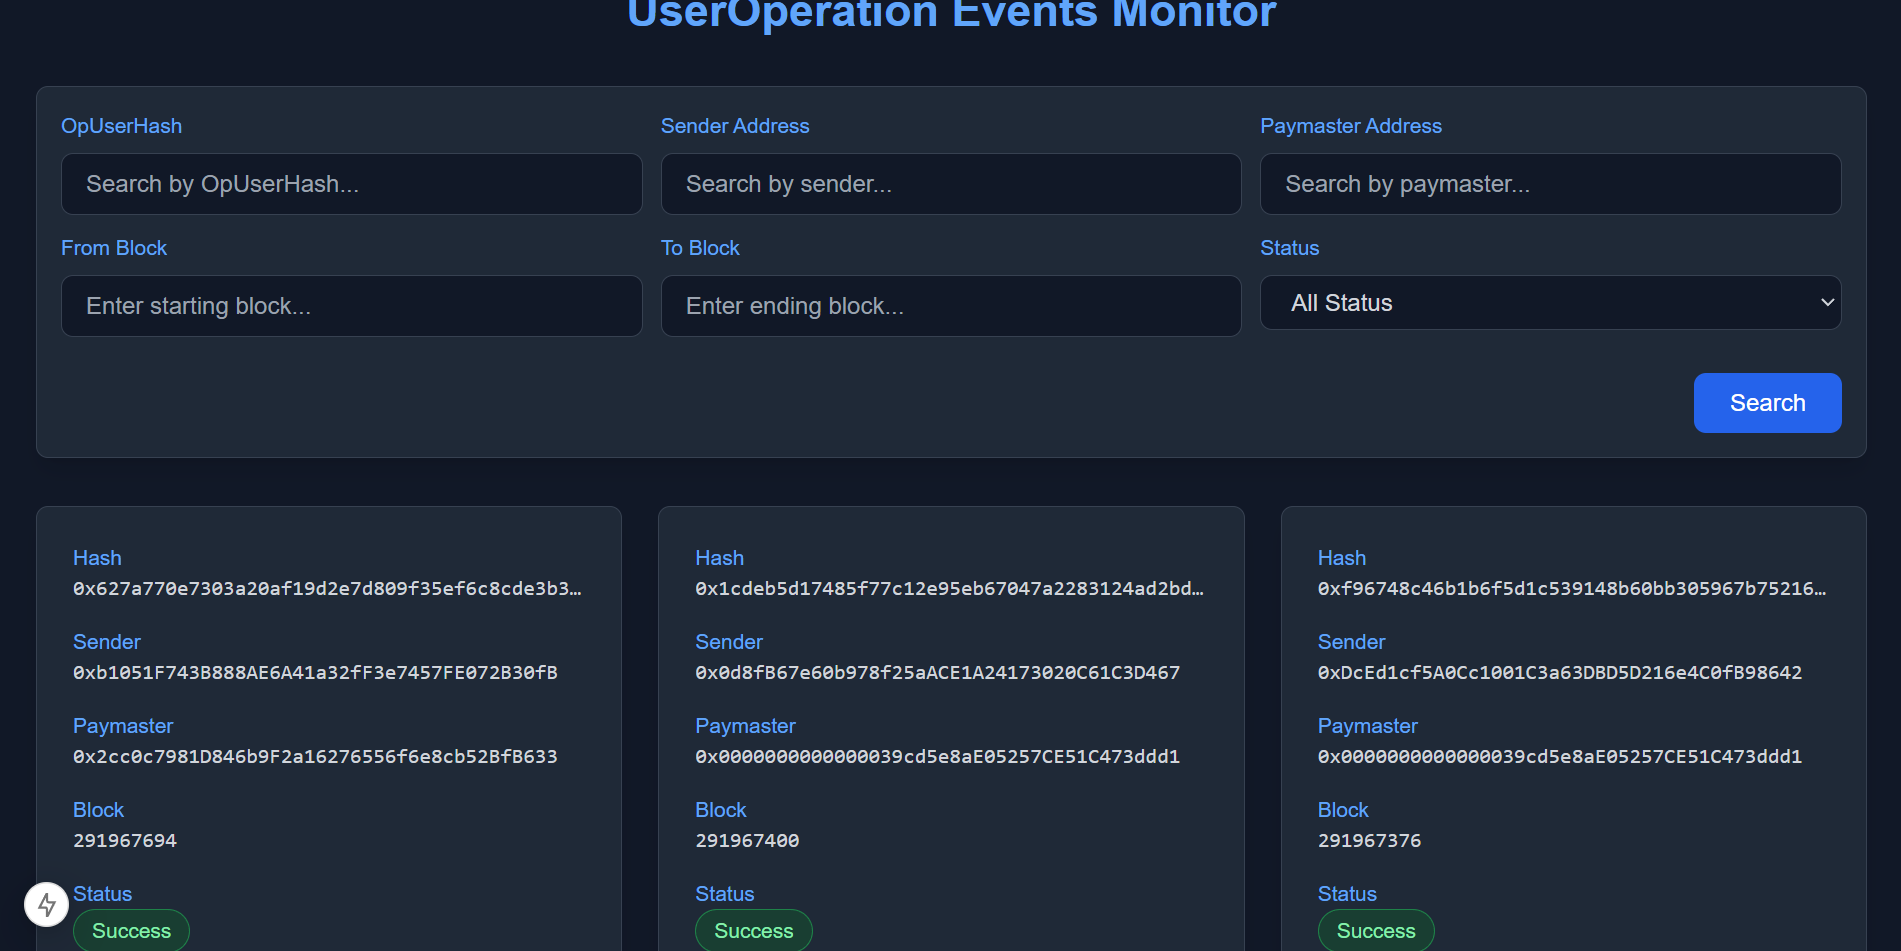 UserOperation Events Monitor
OpUserHash
Sender Address
Paymaster Address
Search by OpUserHash...
Search by sender...
Search by paymaster...
From Block
To Block
Status
Enter starting block...
Enter ending block...
All Status
Search
Hash
0x627a770e7303a20af19d2e7d809f35ef6c8cde3b3…
Sender
0xb1051F743B888AE6A41a32fF3e7457FE072B30fB
Paymaster
0x2cc0c7981D846b9F2a16276556f6e8cb52BfB633
Block
291967694
Status
Success
Hash
0x1cdeb5d17485f77c12e95eb67047a2283124ad2bd…
Sender
0x0d8fB67e60b978f25aACE1A24173020C61C3D467
Paymaster
0x0000000000000039cd5e8aE05257CE51C473ddd1
Block
291967400
Status
Success
Hash
0xf96748c46b1b6f5d1c539148b60bb305967b75216…
Sender
0xDcEd1cf5A0Cc1001C3a63DBD5D216e4C0fB98642
Paymaster
0x0000000000000039cd5e8aE05257CE51C473ddd1
Block
291967376
Status
Success